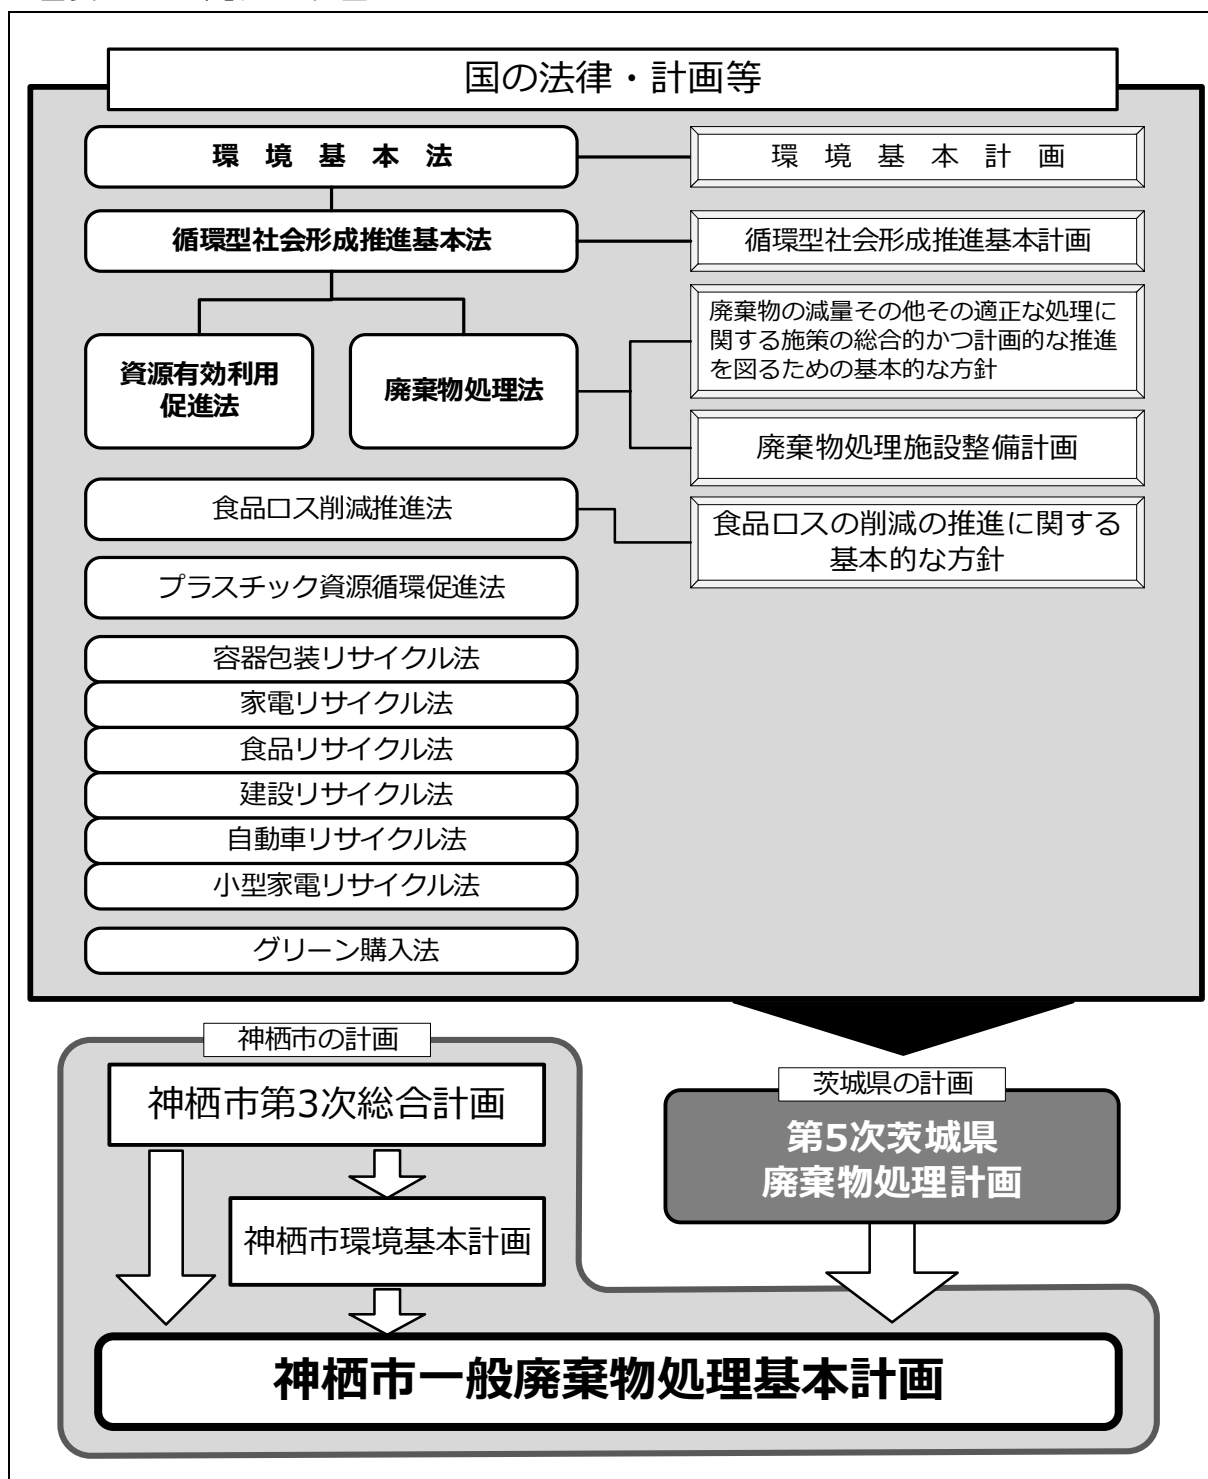 国の法律・計画等
環境基本法
環境基本計画
循環型社会形成推進基本法
循環型社会形成推進基本計画
資源有効利用
促進法
廃棄物処理法
廃棄物の減量その他その適正な処理に
関する施策の総合的かつ計画的な推進
を図るための基本的な方針
廃棄物処理施設整備計画
食品ロス削減推進法
食品ロスの削減の推進に関する
基本的な方針
プラスチック資源循環促進法
容器包装リサイクル法
家電リサイクル法
食品リサイクル法
建設リサイクル法
自動車リサイクル法
小型家電リサイクル法
グリーン購入法
神栖市の計画
神栖市第3次総合計画
神栖市環境基本計画
茨城県の計画
第5次茨城県
廃棄物処理計画
神栖市一般廃棄物処理基本計画